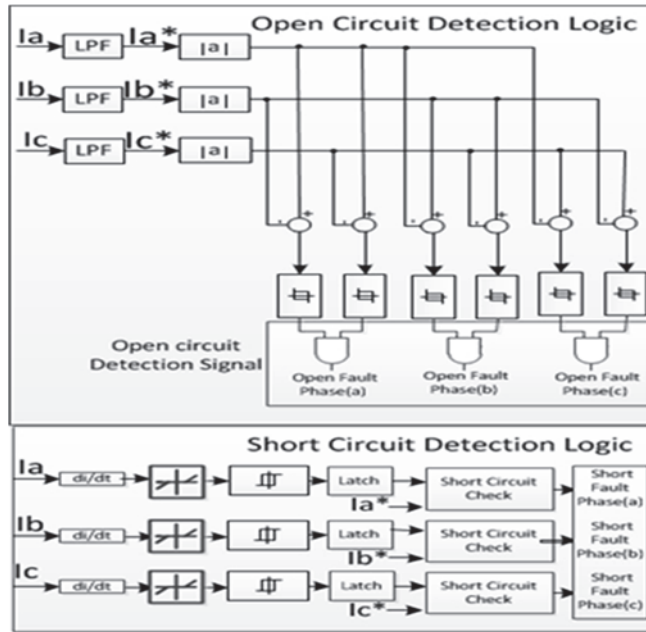 Open Circuit Detection Logic
Ia LPF Ia* |a|
Ib LPF Ib* |a|
Ic LPF Ic* |a|
- + - + - + - + - + - +
Open circuit
Detection Signal
Open Fault
Phase(a)
Open Fault
Phase(b)
Open Fault
Phase(c)
Short Circuit Detection Logic
Ia di/dt Latch Short Circuit
Check
Ia*
Short
Fault
Phase(a)
Ib di/dt Latch Short Circuit
Check
Ib*
Short
Fault
Phase(b)
Ic di/dt Latch Short Circuit
Check
Ic*
Short
Fault
Phase(c)